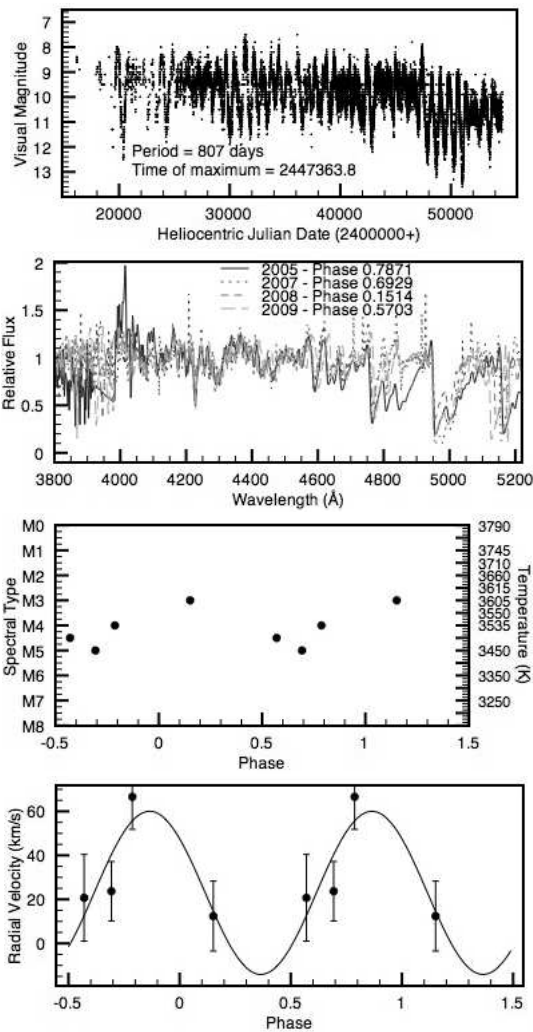 7
8
9
10
11
12
13
Visual Magnitude
Period = 807 days
Time of maximum = 2447363.8
20000 30000 40000 50000
Heliocentric Julian Date (2400000+)
2
1.5
1
0.5
0
Relative Flux
2005 - Phase 0.7871
2007 - Phase 0.6929
2008 - Phase 0.1514
2009 - Phase 0.5703
3800 4000 4200 4400 4600 4800 5000 5200
Wavelength (Å)
M0
M1
M2
M3
M4
M5
M6
M7
M8
Spectral Type
3790
3745
3710
3660
3615
3605
3550
3535
3450
3350
3250
Temperature (K)
-0.5 0 0.5 1 1.5
Phase
60
40
20
0
Radial Velocity (km/s)
-0.5 0 0.5 1 1.5
Phase